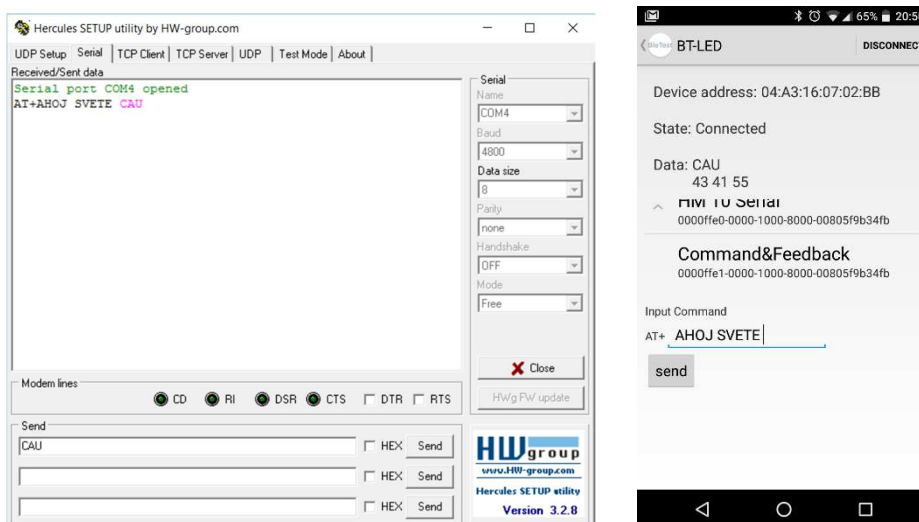 Hercules SETUP utility by HW-group.com
UDP Setup Serial TCP Client TCP Server UDP Test Mode About
Received/Sent data
Serial port COM4 opened
AT+AHOJ SVETE CAU
Serial
Name
COM4
Baud
4800
Data size
8
Parity
none
Handshake
OFF
Mode
Free
Close
HWg FW update
Modem lines
CD RI DSR CTS DTR RTS
Send
CAU HEX Send
HEX Send
HEX Send
HW group
www.HW-group.com
Hercules SETUP utility
Version 3.2.8
65% 20:5
BT-LED DISCONNEC
Device address: 04:A3:16:07:02:BB
State: Connected
Data: CAU
43 41 55
HM To Serial
0000ffe0-0000-1000-8000-00805f9b34fb
Command&Feedback
0000ffe1-0000-1000-8000-00805f9b34fb
Input Command
AT+ AHOJ SVETE
send